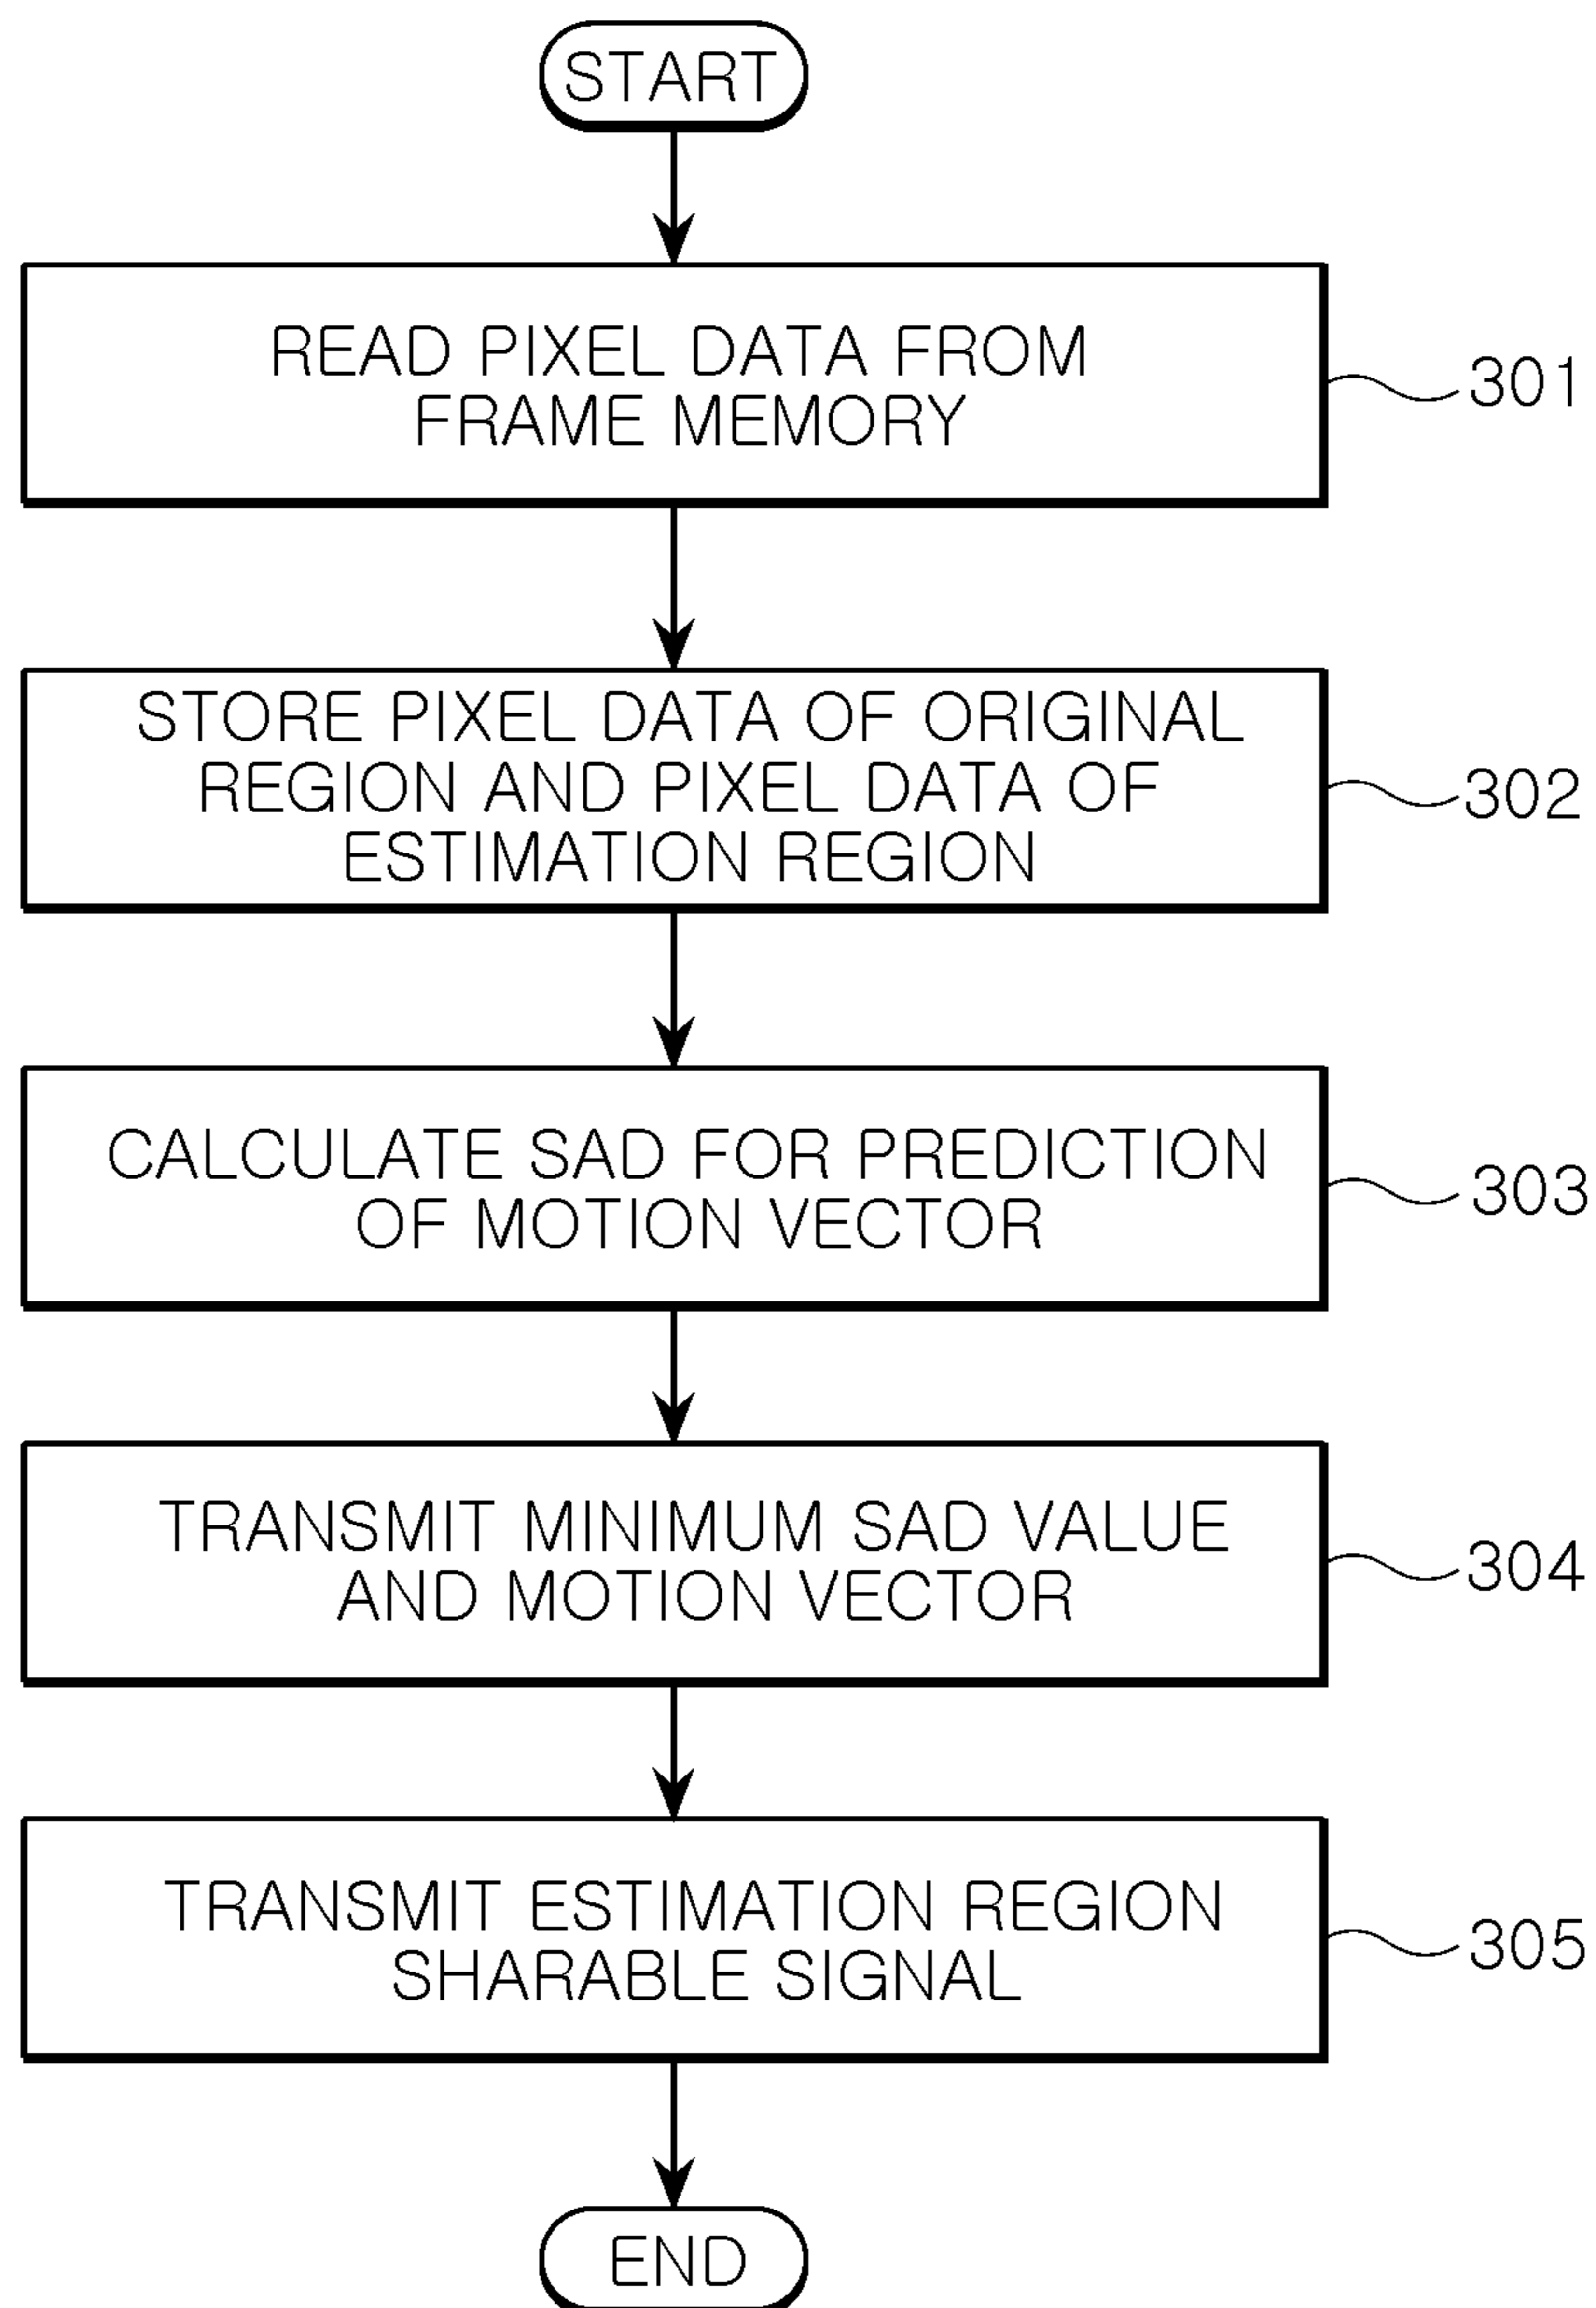 START
READ PIXEL DATA FROM
FRAME MEMORY
301
STORE PIXEL DATA OF ORIGINAL
REGION AND PIXEL DATA OF
ESTIMATION REGION
302
CALCULATE SAD FOR PREDICTION
OF MOTION VECTOR
303
TRANSMIT MINIMUM SAD VALUE
AND MOTION VECTOR
304
TRANSMIT ESTIMATION REGION
SHARABLE SIGNAL
305
END